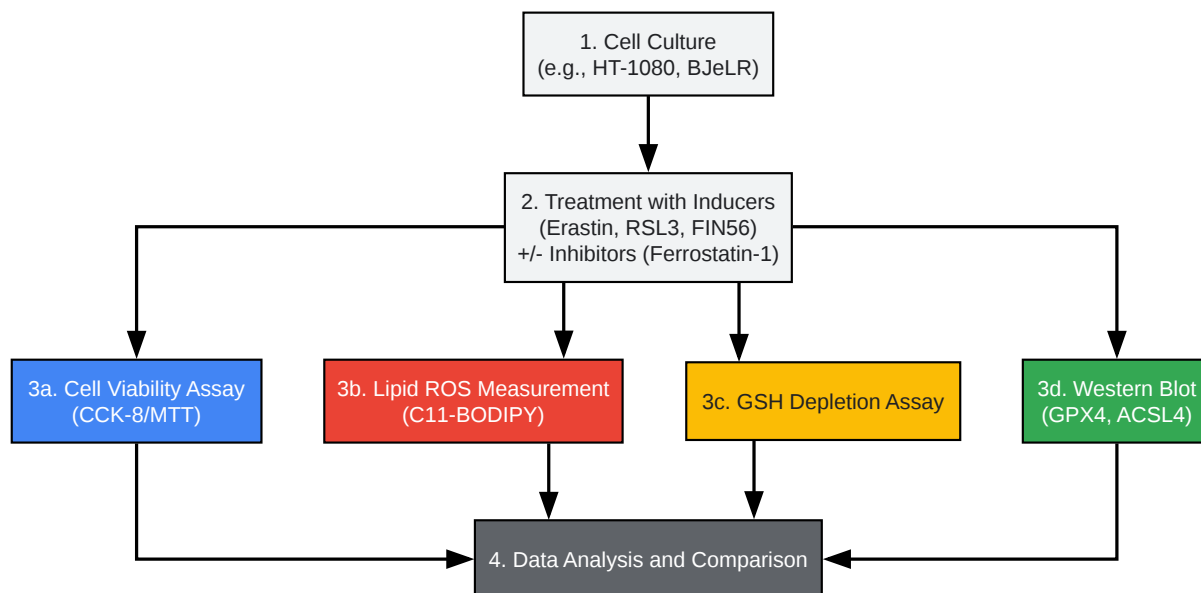 1. Cell Culture
(e.g., HT-1080, BJeLR)
2. Treatment with Inducers
(Erastin, RSL3, FIN56)
+/- Inhibitors (Ferrostatin-1)
3a. Cell Viability Assay
(CCK-8/MTT)
3b. Lipid ROS Measurement
(C11-BODIPY)
3c. GSH Depletion Assay
3d. Western Blot
(GPX4, ACSL4)
4. Data Analysis and Comparison